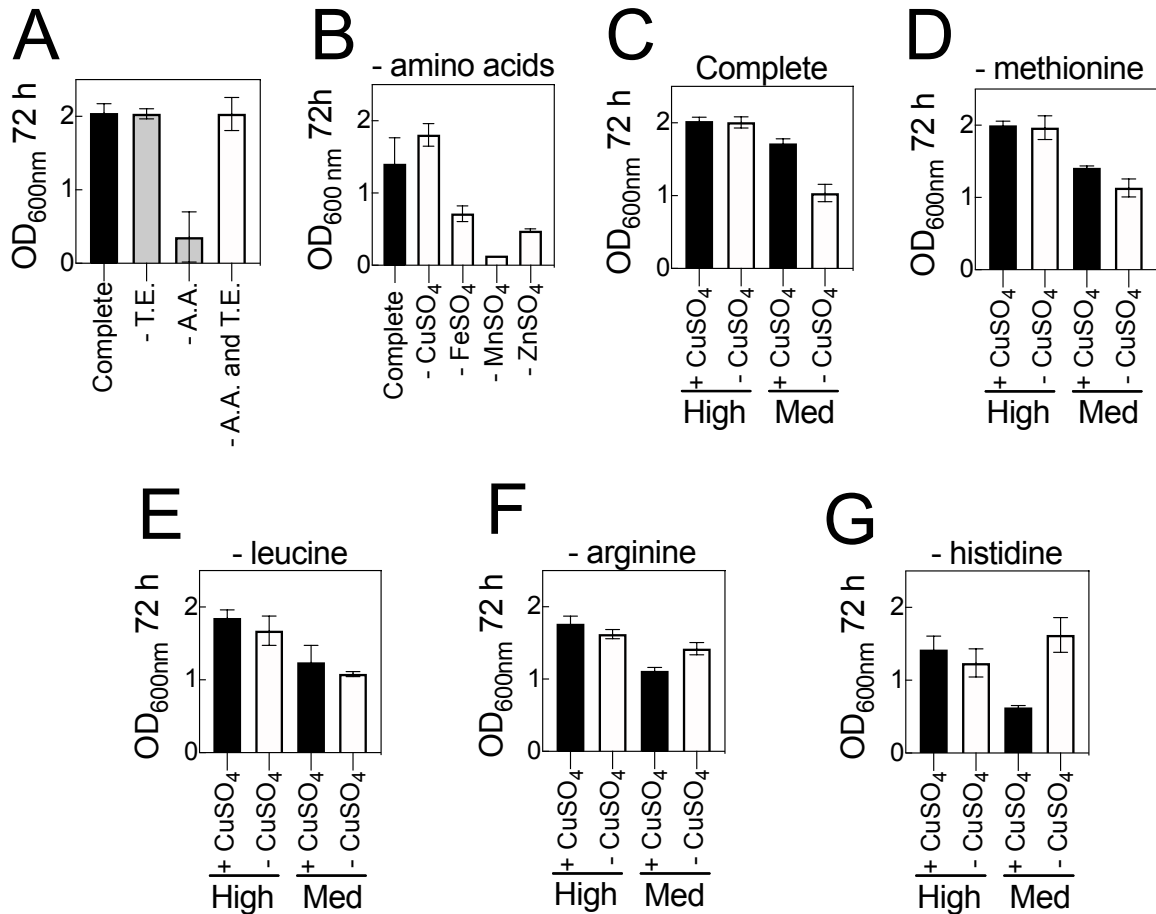 A
OD600nm 72 h
2
1
0
Complete
- T.E.
- A.A.
- A.A. and T.E.
B
- amino acids
OD600 nm 72h
2
1
0
Complete
- CuSO4
- FeSO4
- MnSO4
- ZnSO4
C
Complete
OD600nm 72 h
2
1
0
+ CuSO4
- CuSO4
+ CuSO4
- CuSO4
High
Med
D
- methionine
OD600nm 72 h
2
1
0
+ CuSO4
- CuSO4
+ CuSO4
- CuSO4
High
Med
E
- leucine
OD600nm 72 h
2
1
0
+ CuSO4
- CuSO4
+ CuSO4
- CuSO4
High
Med
F
- arginine
OD600nm 72 h
2
1
0
+ CuSO4
- CuSO4
+ CuSO4
- CuSO4
High
Med
G
- histidine
OD600nm 72 h
2
1
0
+ CuSO4
- CuSO4
+ CuSO4
- CuSO4
High
Med